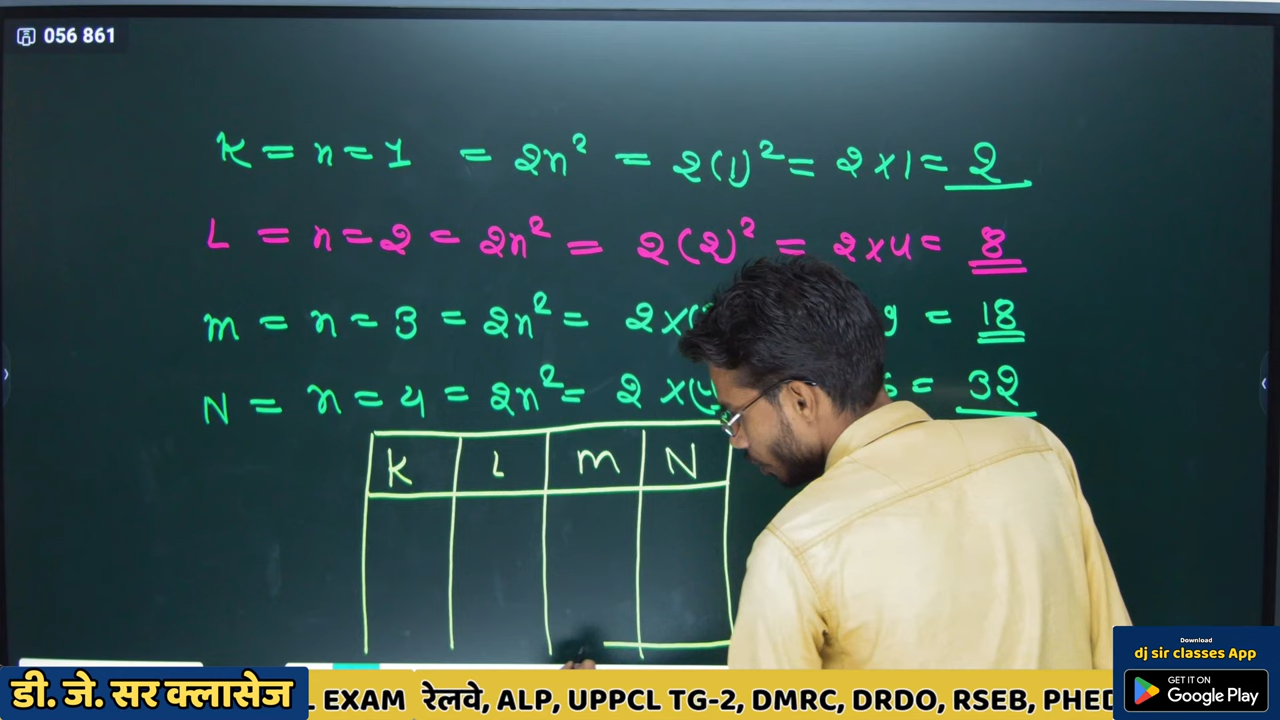 056 861
K = n = 1 = 2n² = 2(1)² = 2 × 1 = 2
L = n = 2 = 2n² = 2(2)² = 2 × 4 = 8
m = n = 3 = 2n² = 2 × ( 9 = 18
N = n = 4 = 2n² = 2 × ( = 32
K L m N
Download
dj sir classes App
GET IT ON
Google Play
डी. जे. सर क्लासेज
EXAM रेलवे, ALP, UPPCL TG-2, DMRC, DRDO, RSEB, PHED